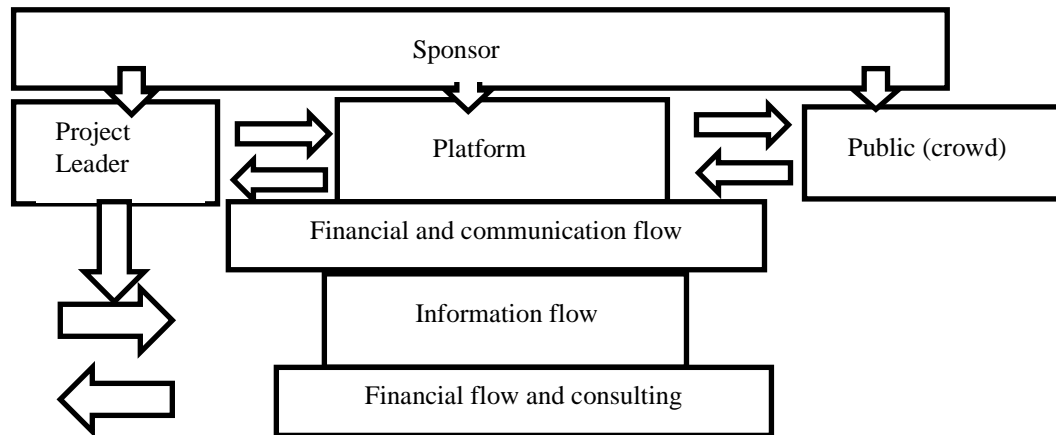 Sponsor
Project
Leader
Platform
Public (crowd)
Financial and communication flow
Information flow
Financial flow and consulting